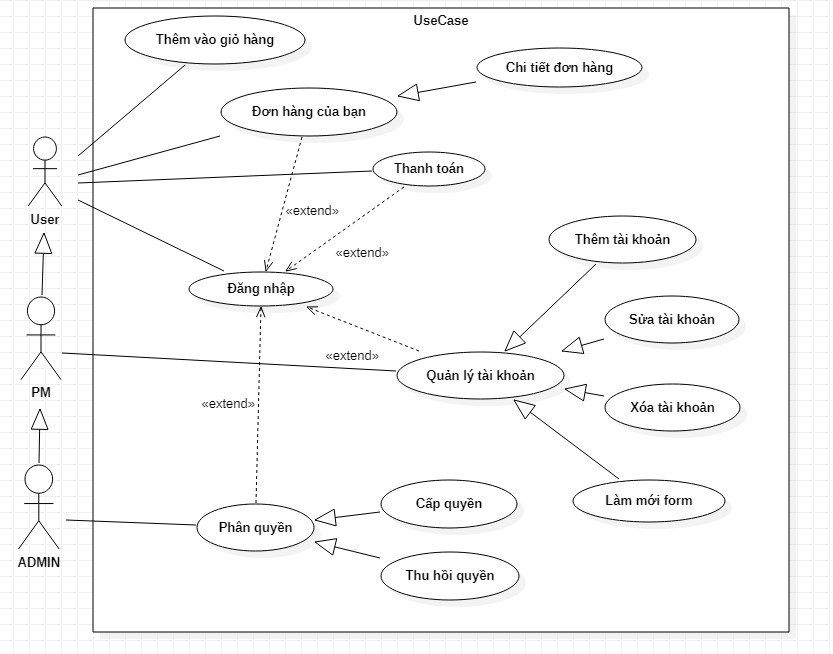 UseCase
Thêm vào giỏ hàng
Chi tiết đơn hàng
Đơn hàng của bạn
Thanh toán
User
«extend»
«extend»
Thêm tài khoản
Đăng nhập
Sửa tài khoản
«extend»
PM
Quản lý tài khoản
«extend»
Xóa tài khoản
Làm mới form
Cấp quyền
Phân quyền
ADMIN
Thu hồi quyền